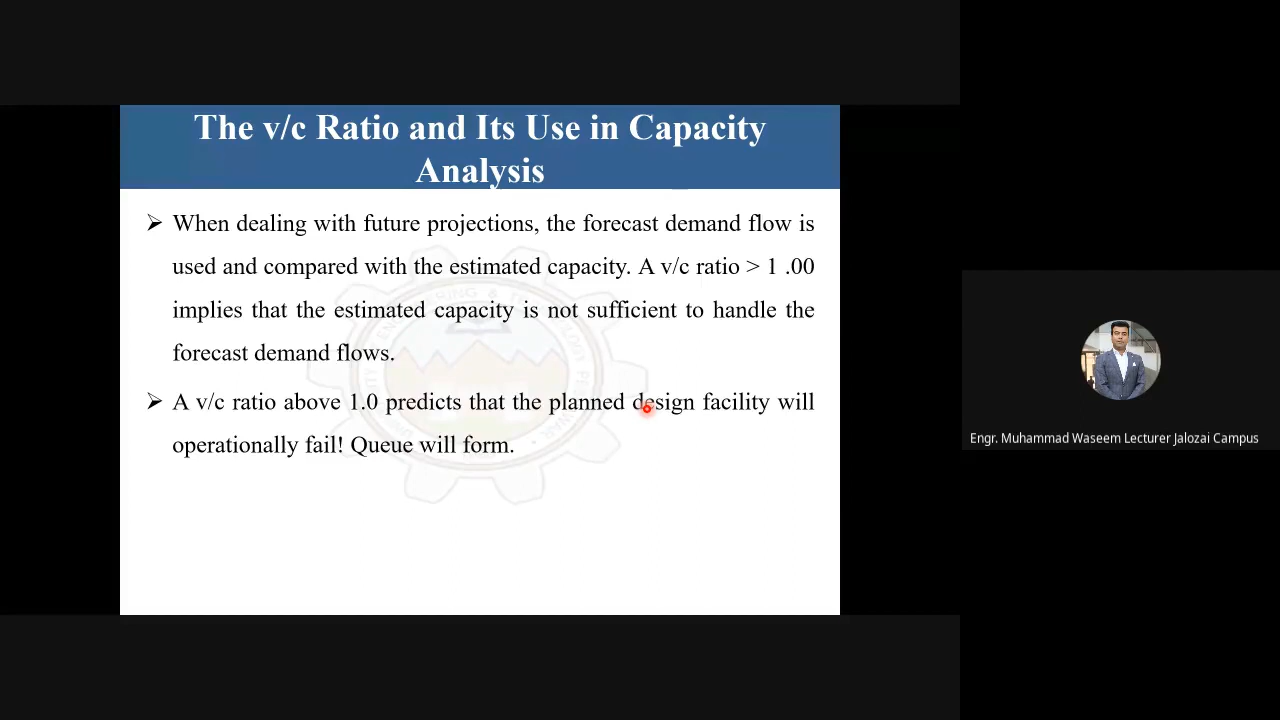 The v/c Ratio and Its Use in Capacity
Analysis
➢ When dealing with future projections, the forecast demand flow is
used and compared with the estimated capacity. A v/c ratio > 1 .00
implies that the estimated capacity is not sufficient to handle the
forecast demand flows.
➢ A v/c ratio above 1.0 predicts that the planned design facility will
operationally fail! Queue will form.
Engr. Muhammad Waseem Lecturer Jalozai Campus